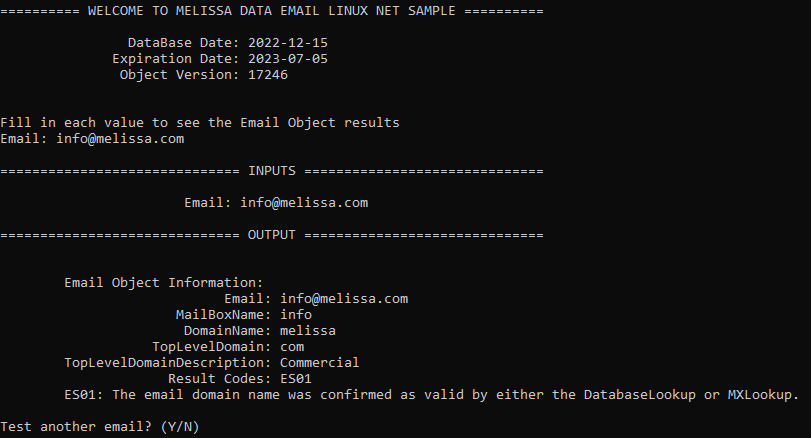 ========== WELCOME TO MELISSA DATA EMAIL LINUX NET SAMPLE ==========
DataBase Date: 2022-12-15
Expiration Date: 2023-07-05
Object Version: 17246
Fill in each value to see the Email Object results
Email: info@melissa.com
============================== INPUTS ==============================
Email: info@melissa.com
============================== OUTPUT ==============================
Email Object Information:
Email: info@melissa.com
MailBoxName: info
DomainName: melissa
TopLevelDomain: com
TopLevelDomainDescription: Commercial
Result Codes: ES01
ES01: The email domain name was confirmed as valid by either the DatabaseLookup or MXLookup.
Test another email? (Y/N)